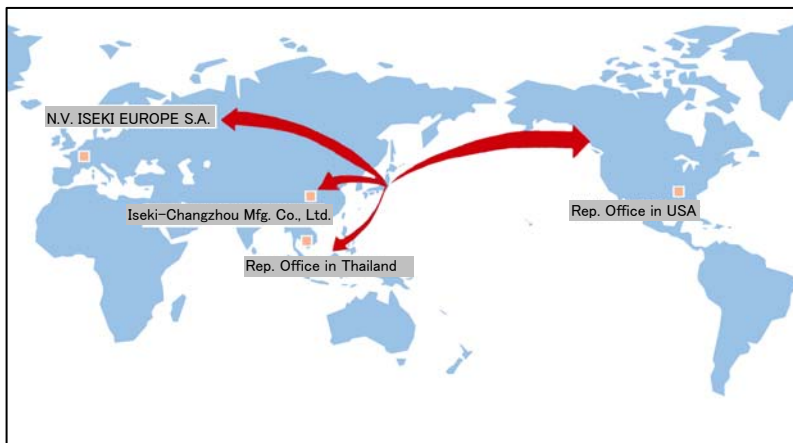 N.V. ISEKI EUROPE S.A.
Iseki-Changzhou Mfg. Co., Ltd.
Rep. Office in USA
Rep. Office in Thailand